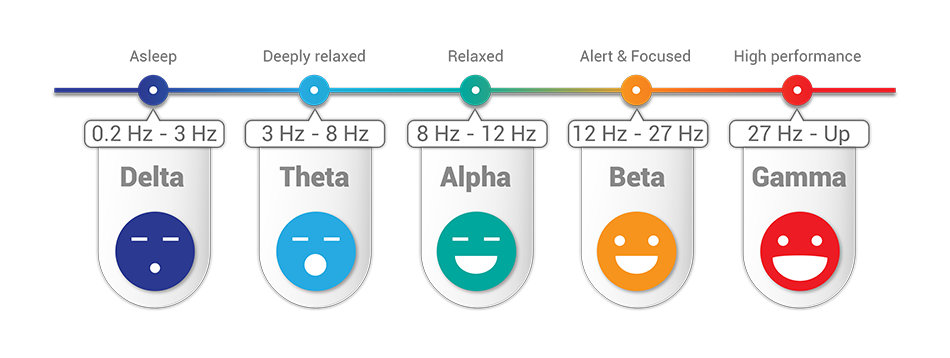 Asleep
Deeply relaxed
Relaxed
Alert & Focused
High performance
0.2 Hz - 3 Hz
3 Hz - 8 Hz
8 Hz - 12 Hz
12 Hz - 27 Hz
27 Hz - Up
Delta
Theta
Alpha
Beta
Gamma